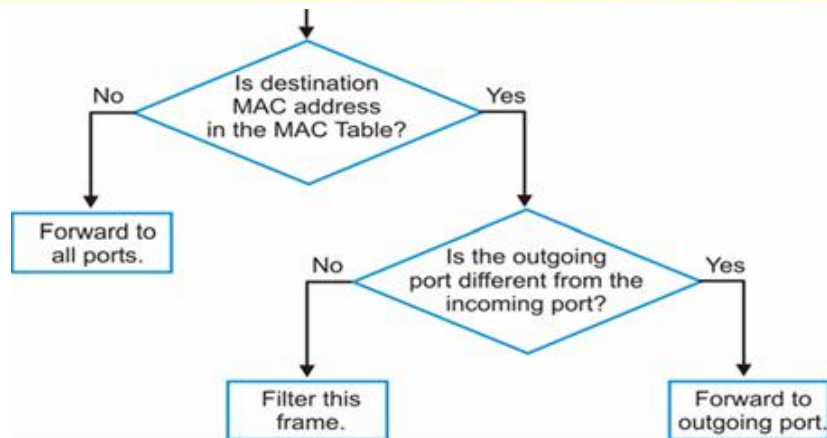 Is destination
MAC address
in the MAC Table?
No
Yes
Forward to
all ports.
Is the outgoing
port different from the
incoming port?
No
Yes
Filter this
frame.
Forward to
outgoing port.